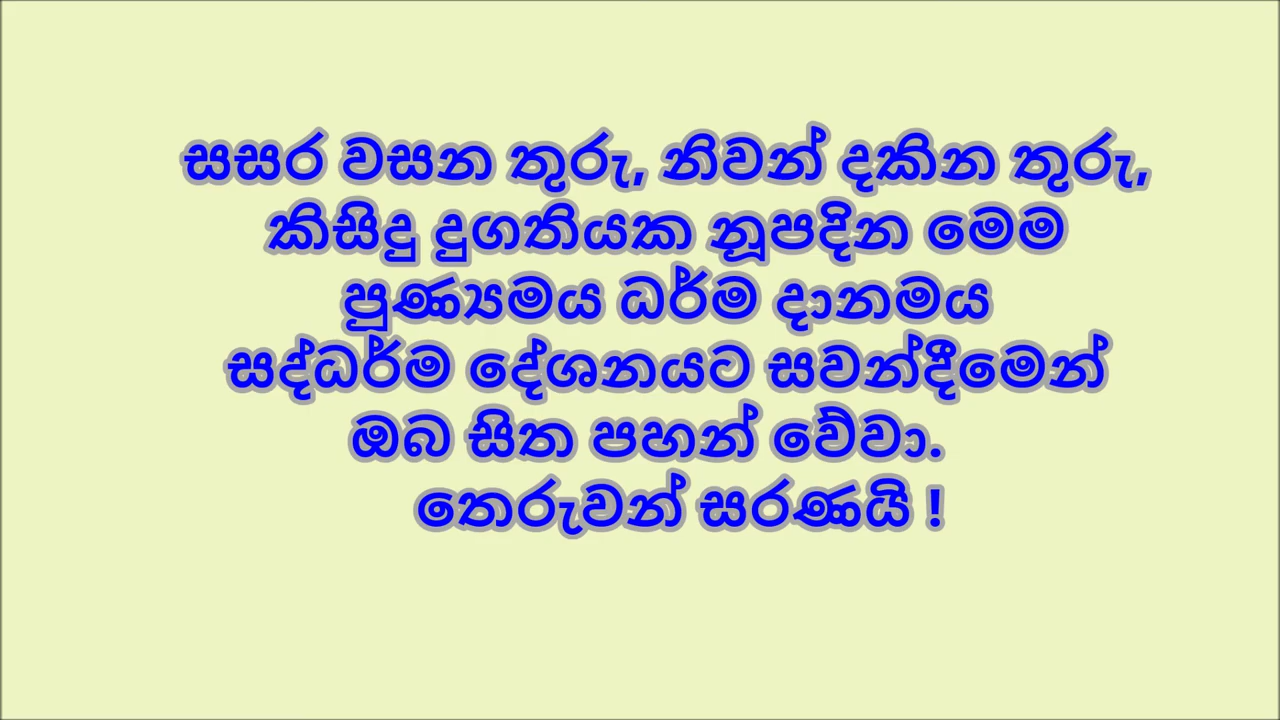 සසර වසන තුරු, නිවන් දකින තුරු,
කිසිදු දුගතියක නූපදින මෙම
පූණ්‍යමය ධර්ම දානමය
සද්ධර්ම දේශනයට සවන්දීමෙන්
ඔබ සිත පහන් වේවා.
තෙරුවන් සරණයි !